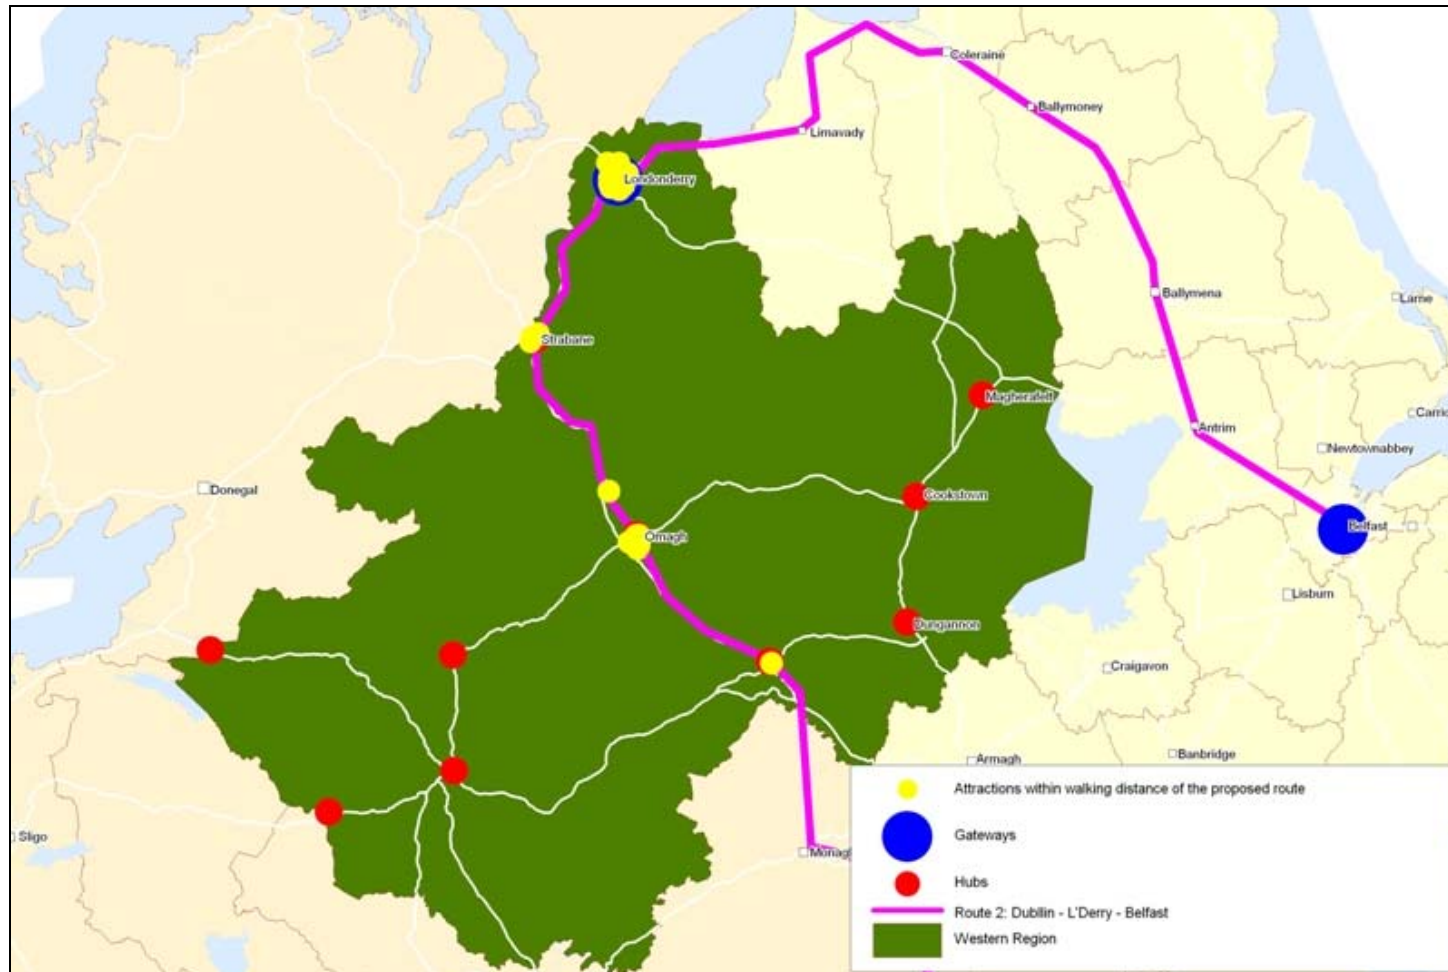 Coleraine
Ballymoney
Limavady
Londonderry
Ballymena
Larne
Strabane
Magherafelt
Carric
Antrim
Newtownabbey
Donegal
Cookstown
Belfast
Omagh
Lisburn
Dungannon
Craigavon
Banbridge
Armagh
Attractions within walking distance of the proposed route
Sligo
Gateways
Monagh
Hubs
Route 2: Dubllin - L'Derry - Belfast
Western Region